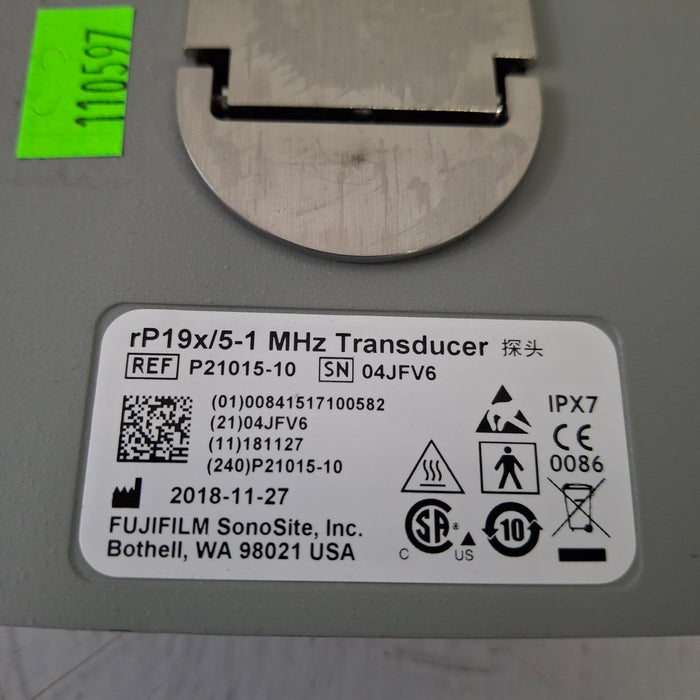 110597
rP19x/5-1 MHz Transducer 探头
REF P21015-10 SN 04JFV6
(01)00841517100582
(21)04JFV6
(11)181127
(240)P21015-10
IPX7
CE
0086
2018-11-27
FUJIFILM SonoSite, Inc.
Bothell, WA 98021 USA
SA ®
C US
10